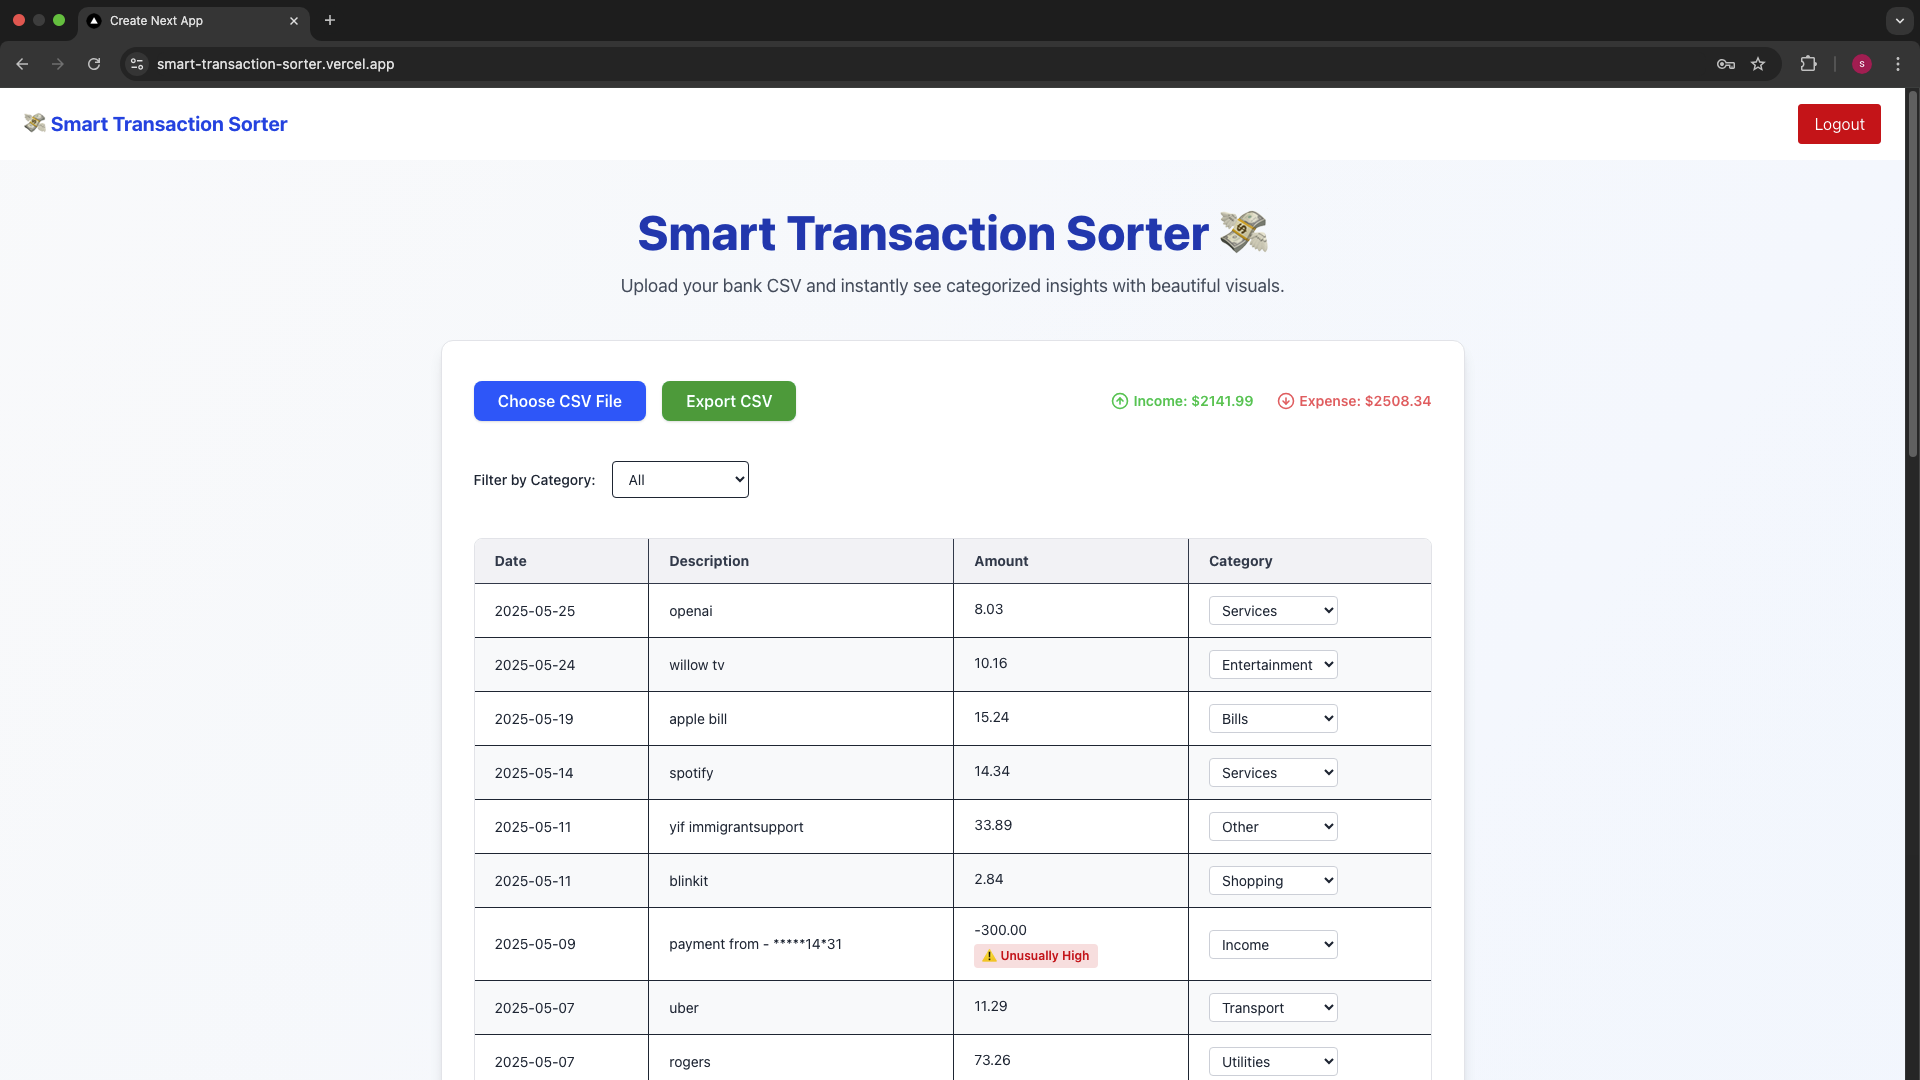 Create Next App
smart-transaction-sorter.vercel.app
s
Smart Transaction Sorter
Logout
Smart Transaction Sorter
Upload your bank CSV and instantly see categorized insights with beautiful visuals.
Choose CSV File Export CSV Income: $2141.99 Expense: $2508.34
Filter by Category: All
Date Description Amount Category
2025-05-25 openai 8.03 Services
2025-05-24 willow tv 10.16 Entertainment
2025-05-19 apple bill 15.24 Bills
2025-05-14 spotify 14.34 Services
2025-05-11 yif immigrantsupport 33.89 Other
2025-05-11 blinkit 2.84 Shopping
2025-05-09 payment from - *****14*31 -300.00 Income
⚠️ Unusually High
2025-05-07 uber 11.29 Transport
2025-05-07 rogers 73.26 Utilities